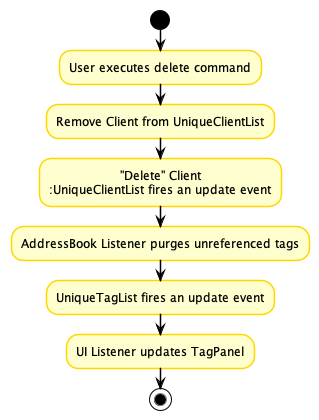 User executes delete command
Remove Client from UniqueClientList
"Delete" Client
:UniqueClientList fires an update event
AddressBook Listener purges unreferenced tags
UniqueTagList fires an update event
UI Listener updates TagPanel